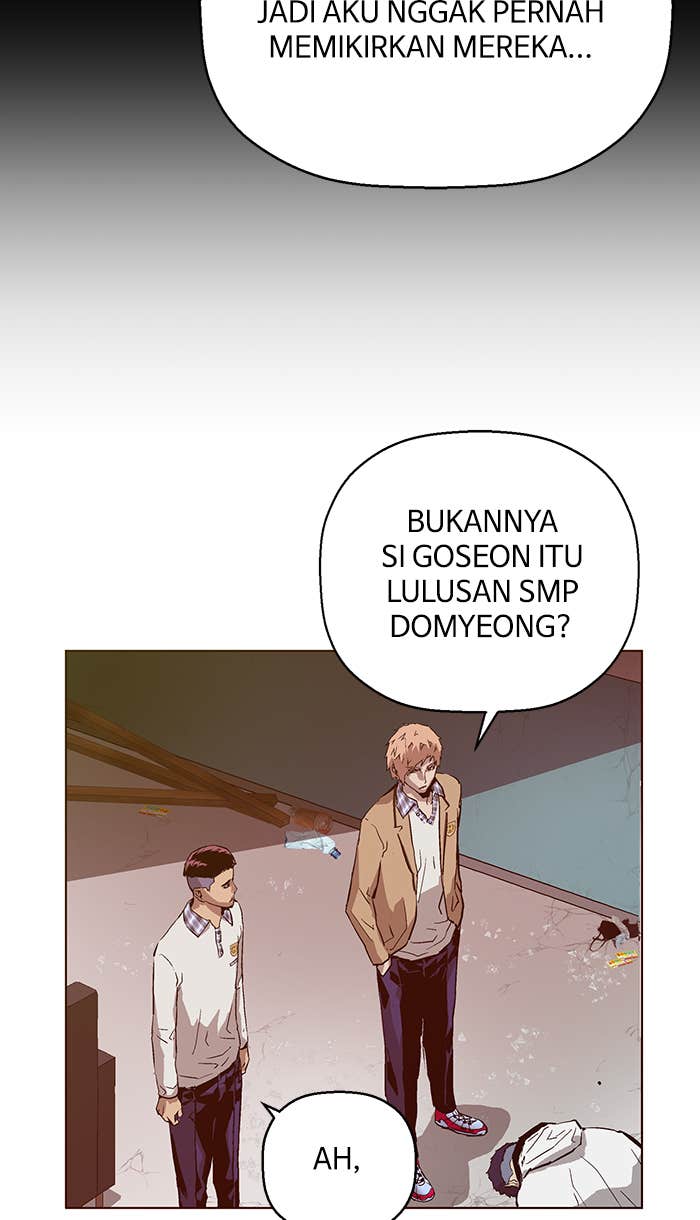 JADI AKU NGGAK PERNAH
MEMIKIRKAN MEREKA...
BUKANNYA
SI GOSEON ITU
LULUSAN SMP
DOMYEONG?
AH,